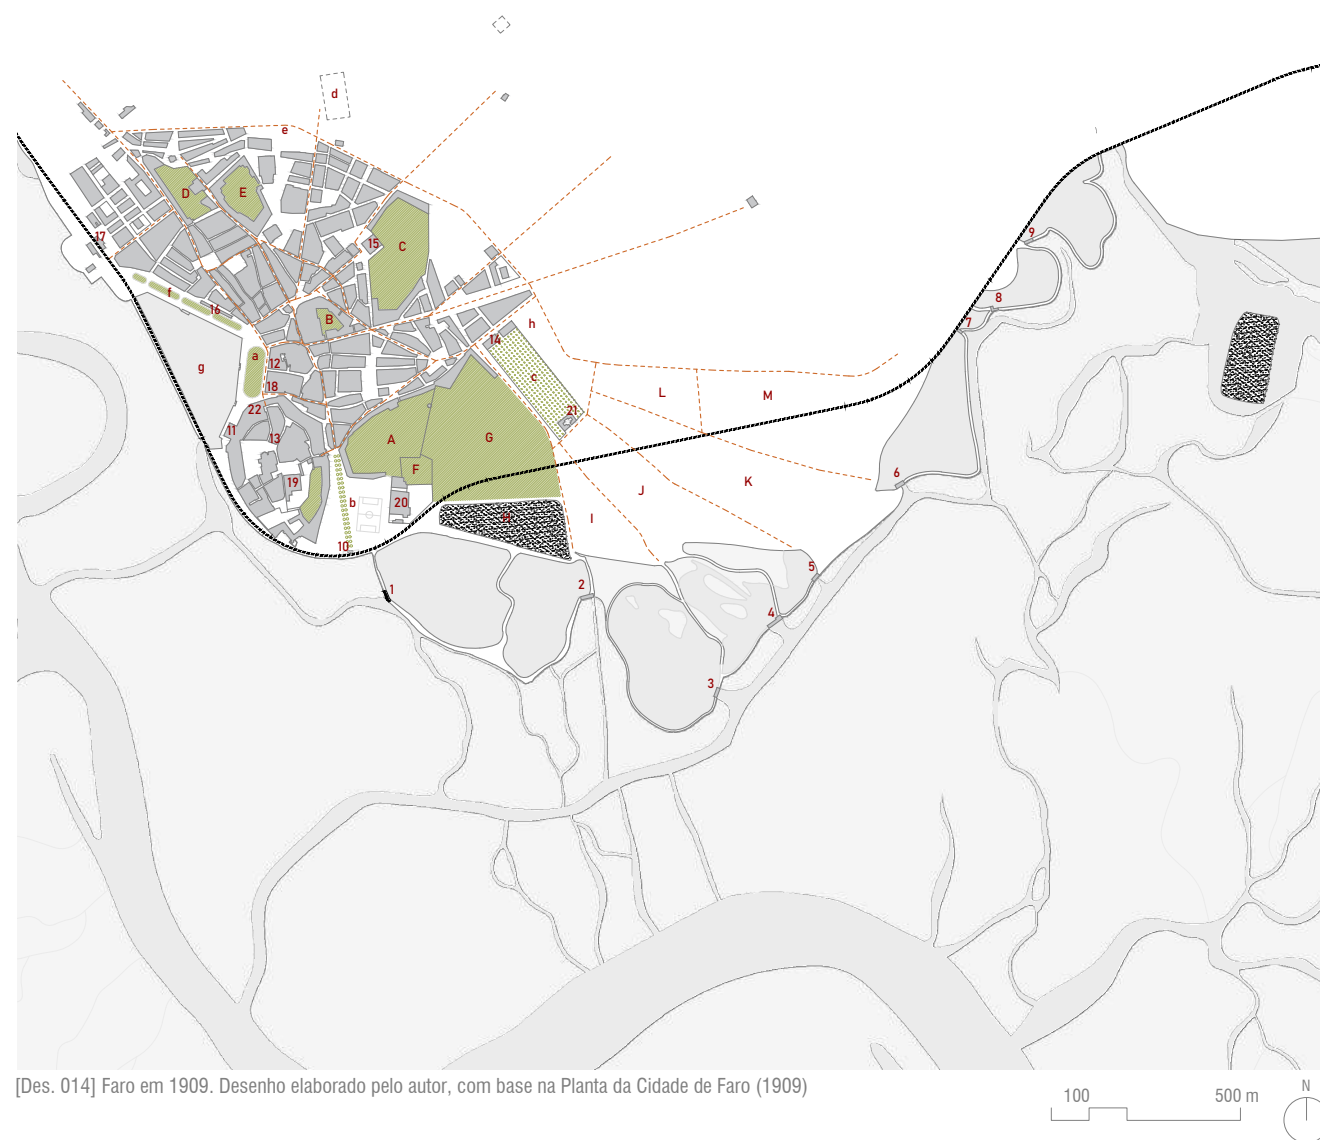 d
e
D
E
17
15
C
9
f
16
B
8
7
h
14
a
12
g
c
L
M
18
22
21
11
13
A
G
F
6
19
20
b
J
K
H
I
10
5
1
2
4
3
[Des. 014] Faro em 1909. Desenho elaborado pelo autor, com base na Planta da Cidade de Faro (1909)
100
500 m
N